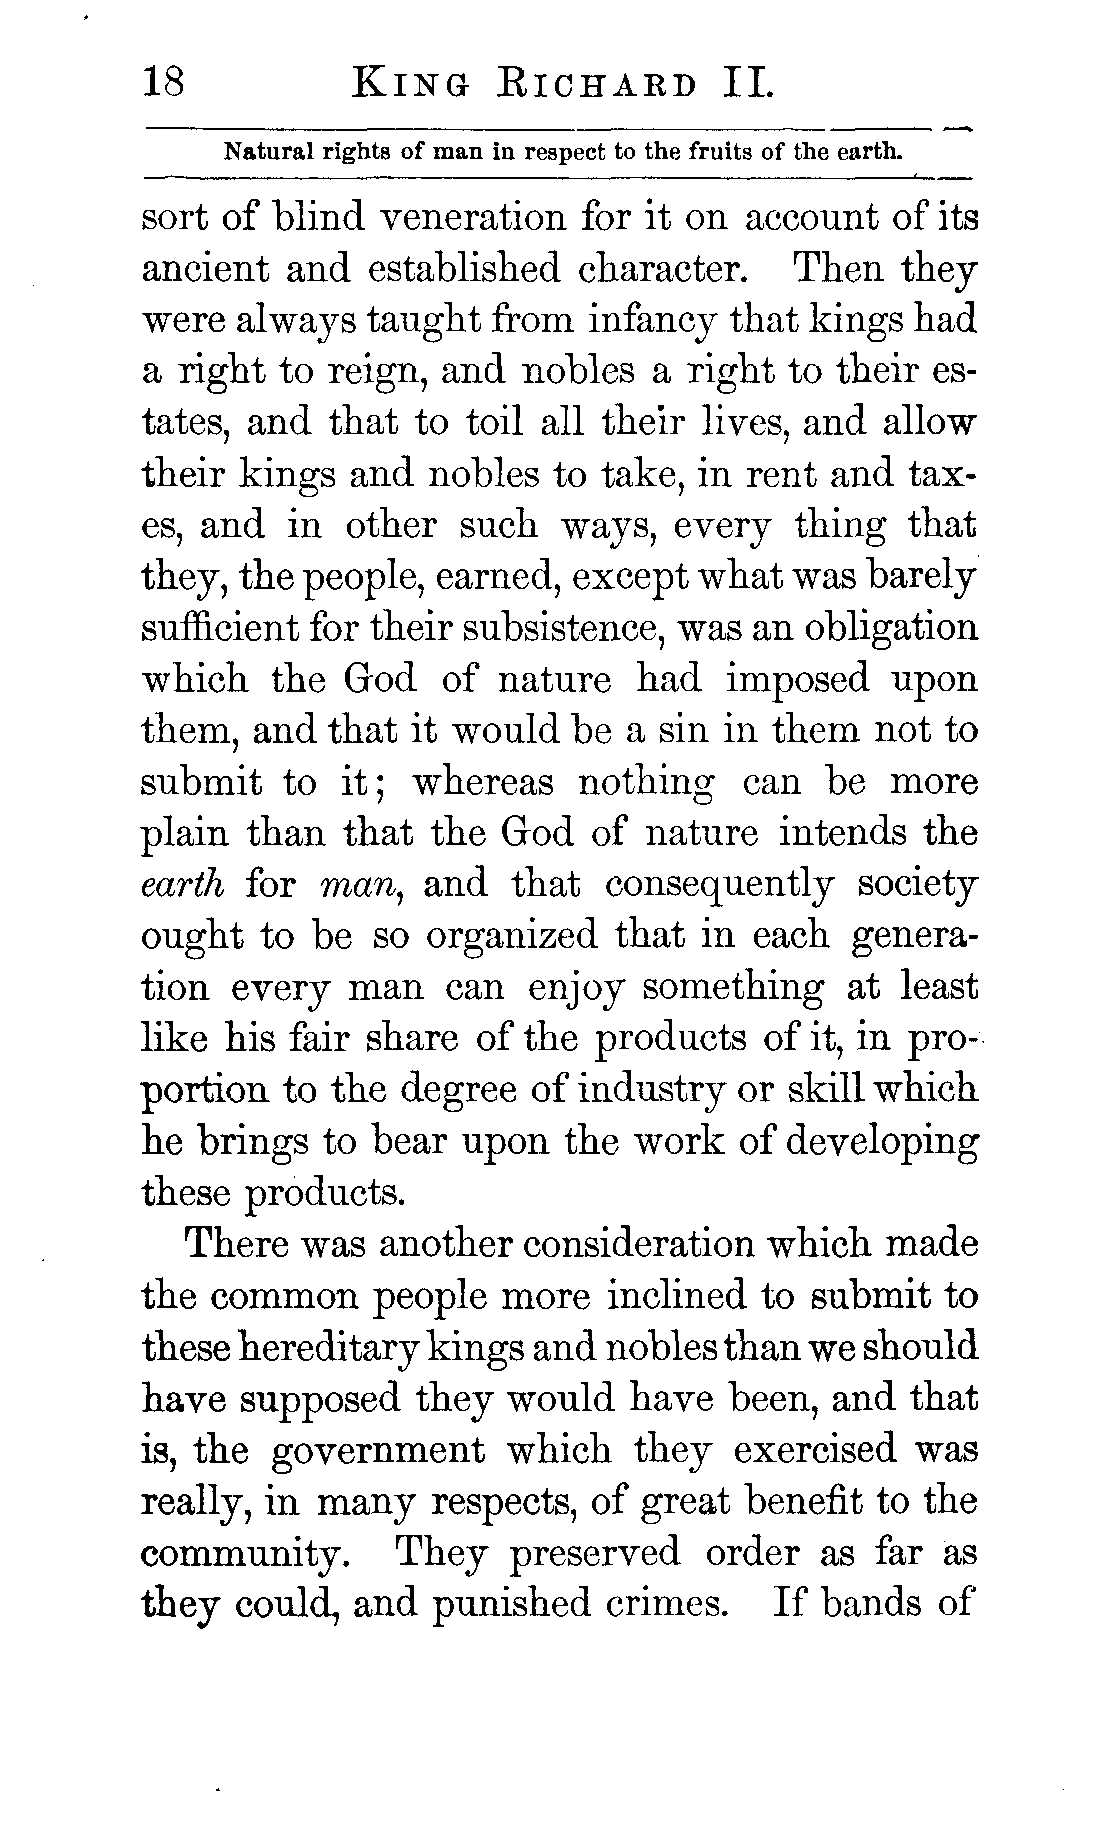 18 KING RICHARD II.
Natural rights of man in respect to the fruits of the earth.
sort of blind veneration for it on account of its
ancient and established character. Then they
were always taught from infancy that kings had
a right to reign, and nobles a right to their es-
tates, and that to toil all their lives, and allow
their kings and nobles to take, in rent and tax-
es, and in other such ways, every thing that
they, the people, earned, except what was barely
sufficient for their subsistence, was an obligation
which the God of nature had imposed upon
them, and that it would be a sin in them not to
submit to it; whereas nothing can be more
plain than that the God of nature intends the
earth for man, and that consequently society
ought to be so organized that in each genera-
tion every man can enjoy something at least
like his fair share of the products of it, in pro-
portion to the degree of industry or skill which
he brings to bear upon the work of developing
these products.
There was another consideration which made
the common people more inclined to submit to
these hereditary kings and nobles than we should
have supposed they would have been, and that
is, the government which they exercised was
really, in many respects, of great benefit to the
community. They preserved order as far as
they could, and punished crimes. If bands of